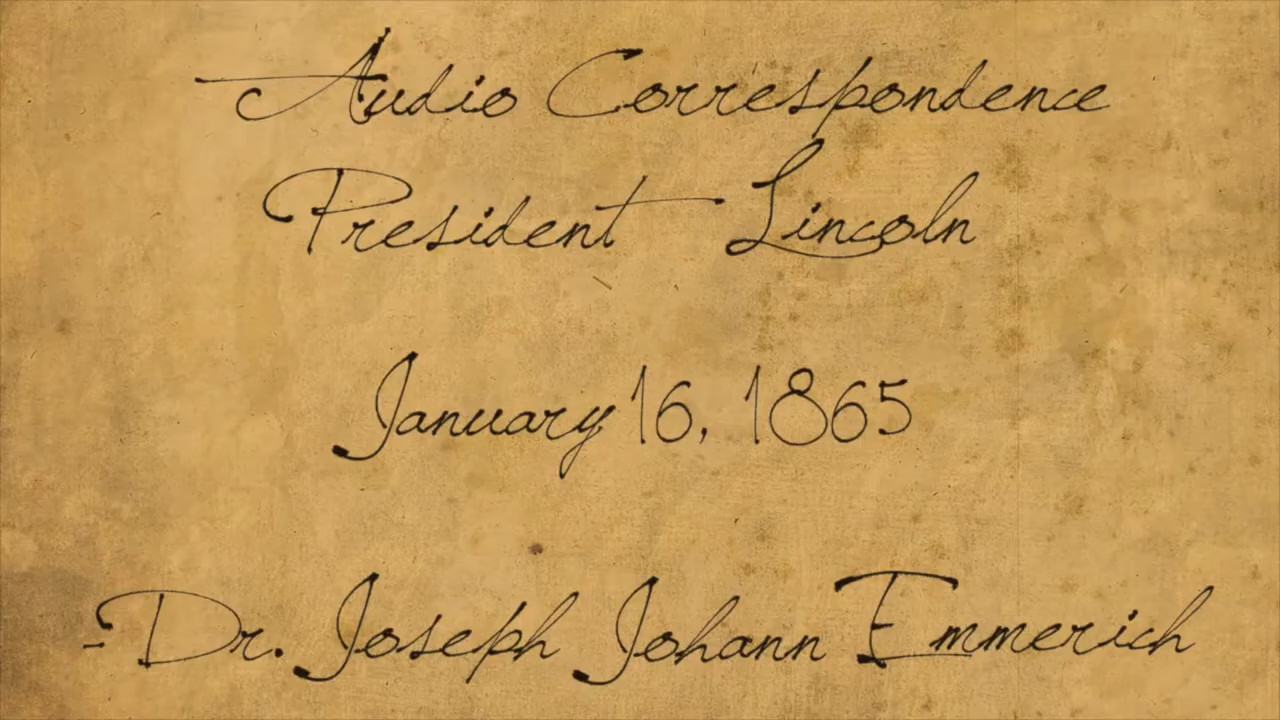 Audio Correspondence
President Lincoln
January 16, 1865
-Dr. Joseph Johann Emmerich